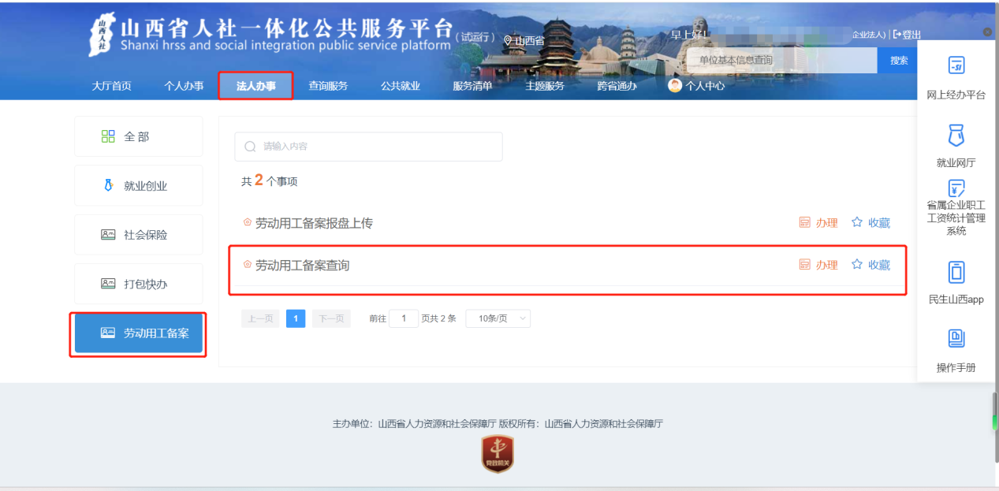 山西人社
山西省人社一体化公共服务平台(试运行)
Shanxi hrss and social integration public service platform
山西省
早上好!
企业法人) | 登出
单位基本信息查询
搜索
大厅首页 个人办事 法人办事 查询服务 公共就业 服务清单 主题服务 跨省通办 个人中心
全部
就业创业
社会保险
打包快办
劳动用工备案
请输入内容
共 2 个事项
劳动用工备案报盘上传 办理 收藏
劳动用工备案查询 办理 收藏
上一页 1 下一页 前往 1 页共 2 条 10条/页
网上经办平台
就业网厅
省属企业职工
工资统计管理
系统
民生山西app
操作手册
主办单位：山西省人力资源和社会保障厅 版权所有：山西省人力资源和社会保障厅
党政机关